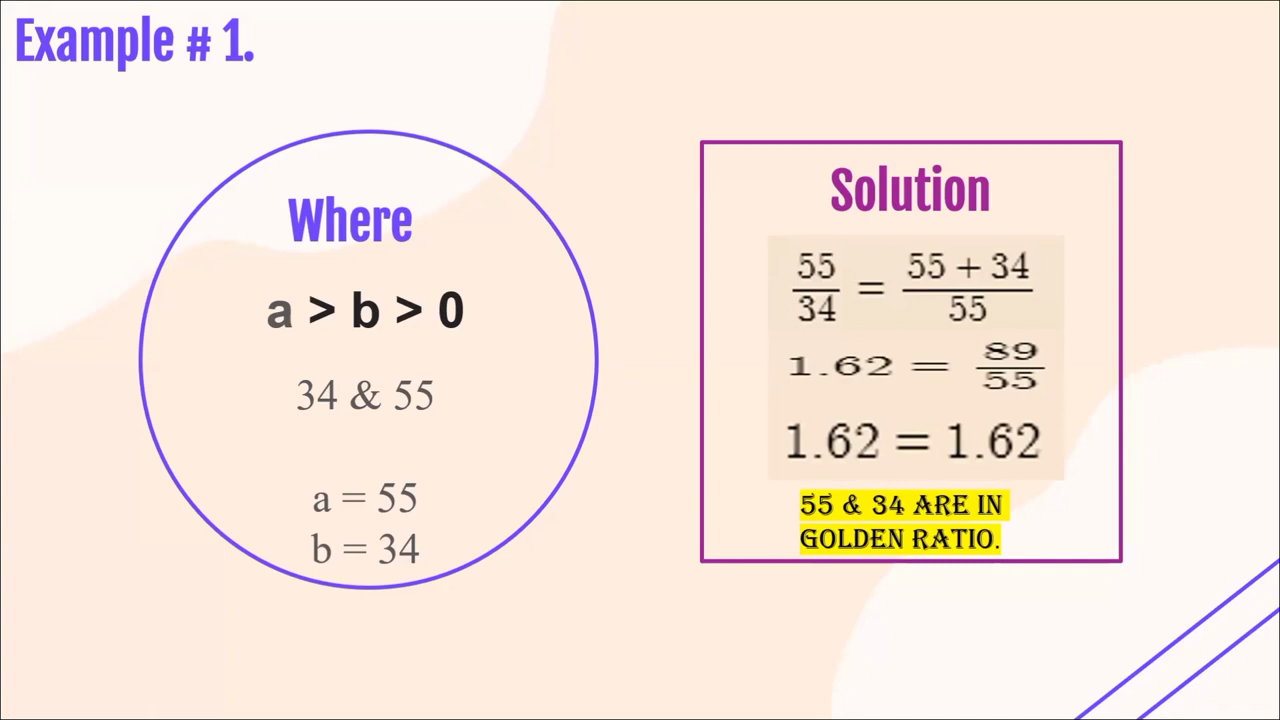 Example # 1.
Where
a > b > 0
34 & 55
a = 55
b = 34
Solution
55/34 = (55 + 34)/55
1.62 = 89/55
1.62 = 1.62
55 & 34 ARE IN
GOLDEN RATIO.